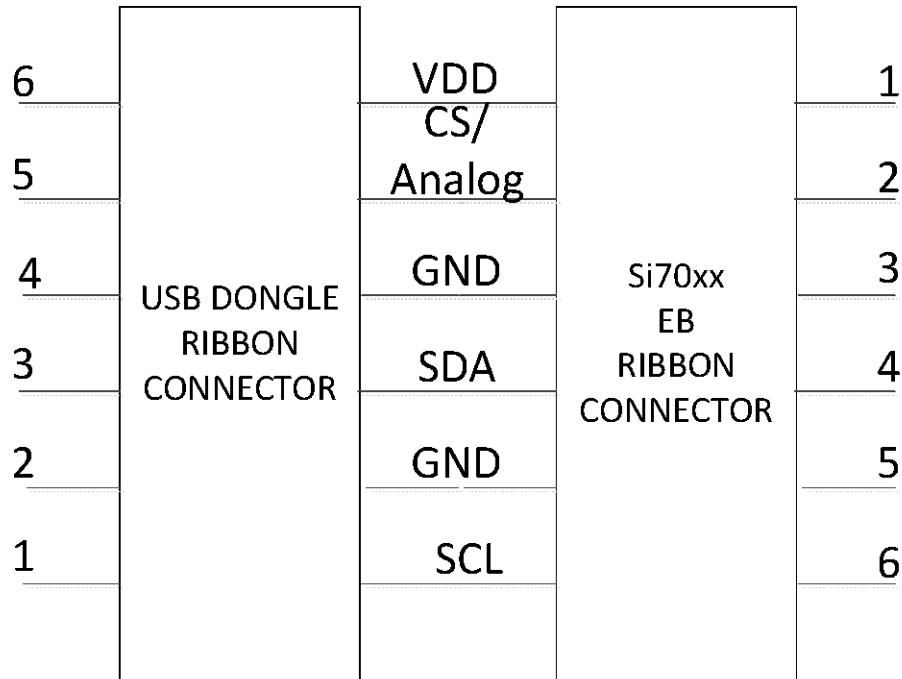 6
VDD
1
CS/
5
Analog
2
4
GND
3
USB DONGLE
RIBBON
CONNECTOR
Si70xx
EB
RIBBON
CONNECTOR
3
SDA
4
2
GND
5
1
SCL
6